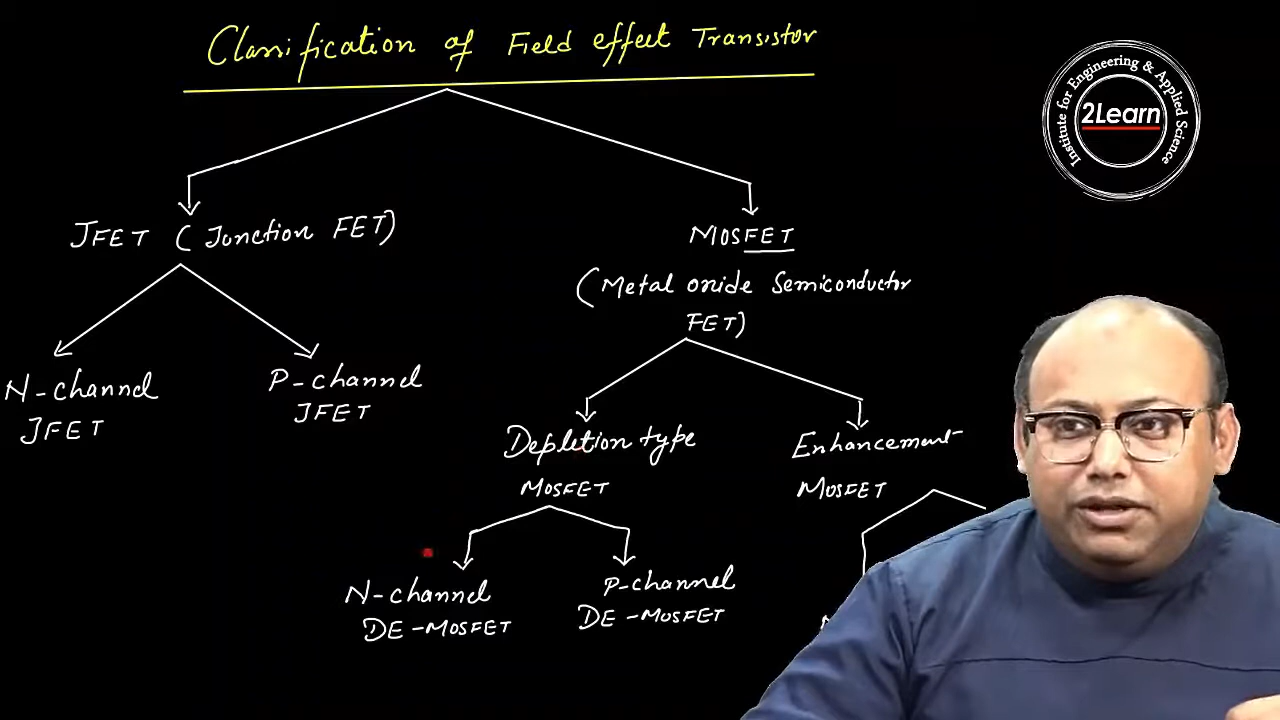 Classification of Field effect Transistor
Institute for Engineering & Applied Science
2Learn
JFET (Junction FET)
MOSFET
(Metal oxide Semiconductor
FET)
N-channel
JFET
P-channel
JFET
Depletion type
MOSFET
Enhancement
MOSFET
N-channel
DE-MOSFET
P-channel
DE-MOSFET